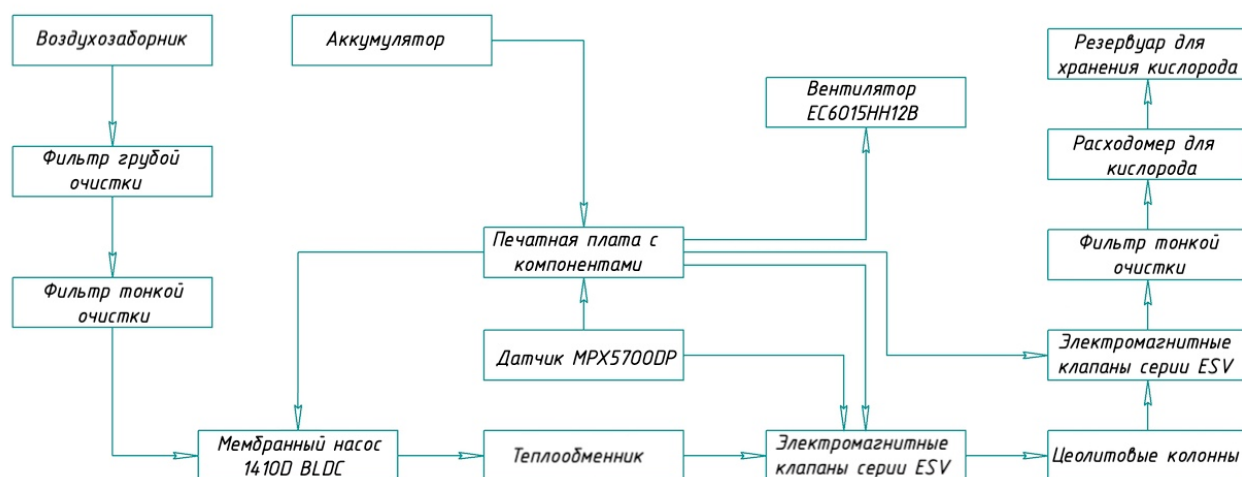 Воздухозаборник
Аккумулятор
Резервуар для
хранения кислорода
Вентилятор
EC6015HH12B
Фильтр грубой
очистки
Расходомер для
кислорода
Печатная плата с
компонентами
Фильтр тонкой
очистки
Фильтр тонкой
очистки
Датчик MPX5700DP
Электромагнитные
клапаны серии ESV
Мембранный насос
1410D BLDC
Теплообменник
Электромагнитные
клапаны серии ESV
Цеолитовые колонны